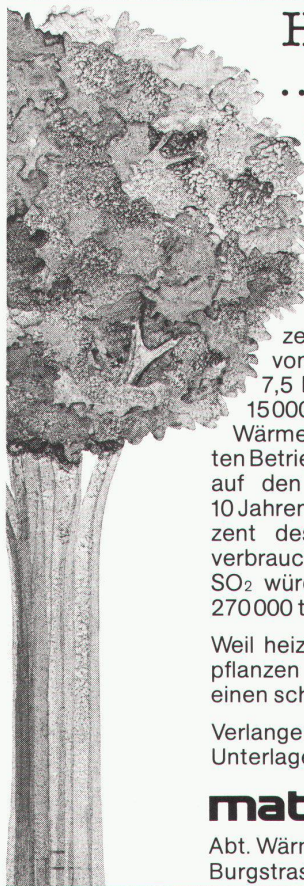 H
..
ze
vor
7,5
15000
Wärme
ten Betrie
auf den
10 Jahren
zent des
verbrauc
SO₂ würd
270000 t
Weil heiz
pflanzen
einen sch
Verlange
Unterlage
mat
Abt. Wärm
Burgstras